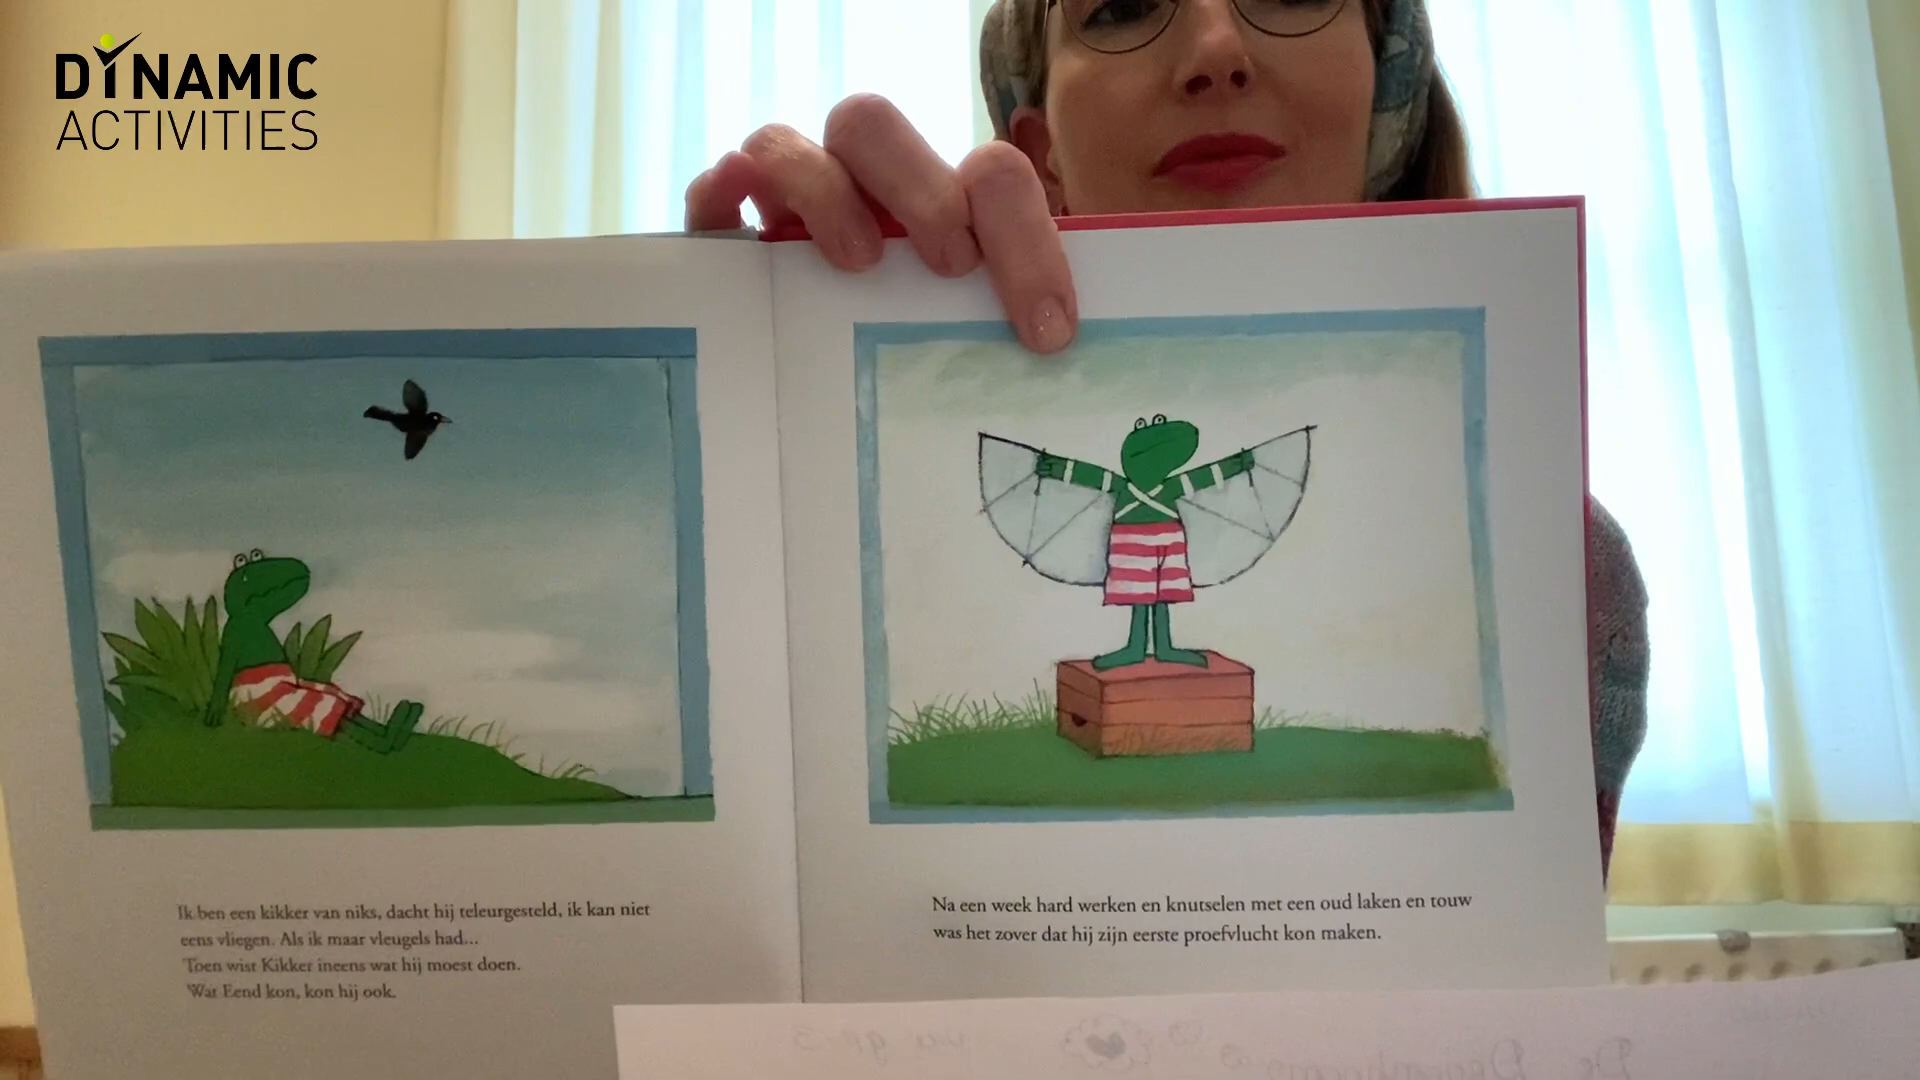 DYNAMIC
ACTIVITIES
Ik ben een kikker van niks, dacht hij teleurgesteld, ik kan niet
eens vliegen. Als ik maar vleugels had...
Toen wist Kikker ineens wat hij moest doen.
Wat Eend kon, kon hij ook.
Na een week hard werken en knutselen met een oud laken en touw
was het zover dat hij zijn eerste proefvlucht kon maken.